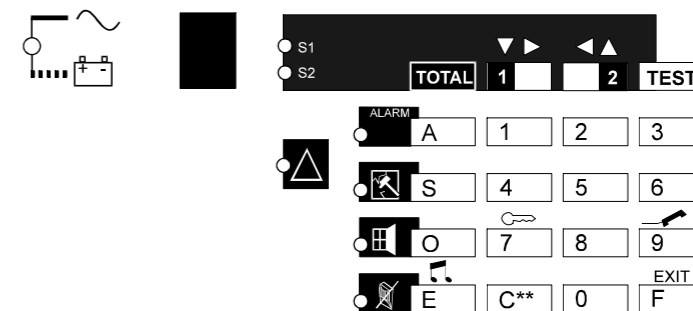 S1
S2
TOTAL 1 2 TEST
ALARM
A 1 2 3
S 4 5 6
O 7 8 9
EXIT
E C** 0 F
+ -